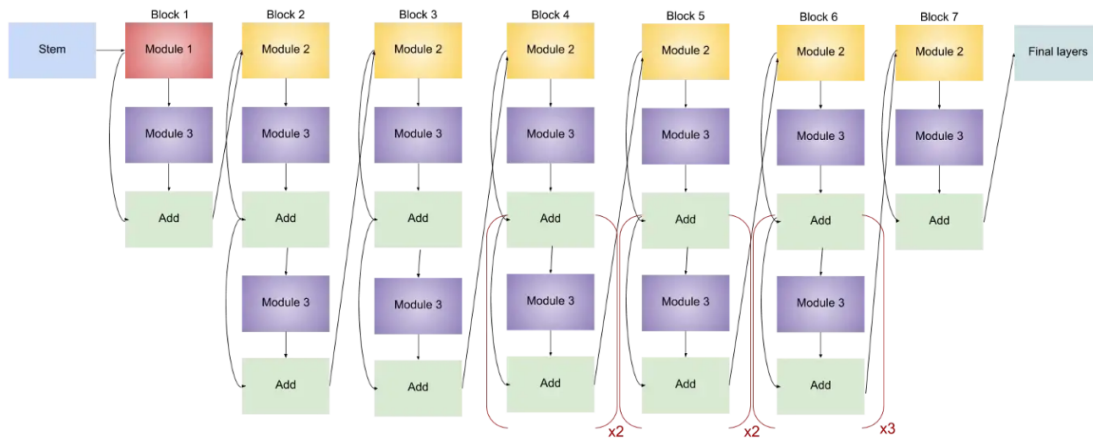 Block 1
Block 2
Block 3
Block 4
Block 5
Block 6
Block 7
Stem
Module 1
Module 2
Module 2
Module 2
Module 2
Module 2
Module 2
Final layers
Module 3
Module 3
Module 3
Module 3
Module 3
Module 3
Module 3
Add
Add
Add
Add
Add
Add
Add
Module 3
Module 3
Module 3
Module 3
Module 3
Add
Add
Add
Add
Add
x2
x2
x3